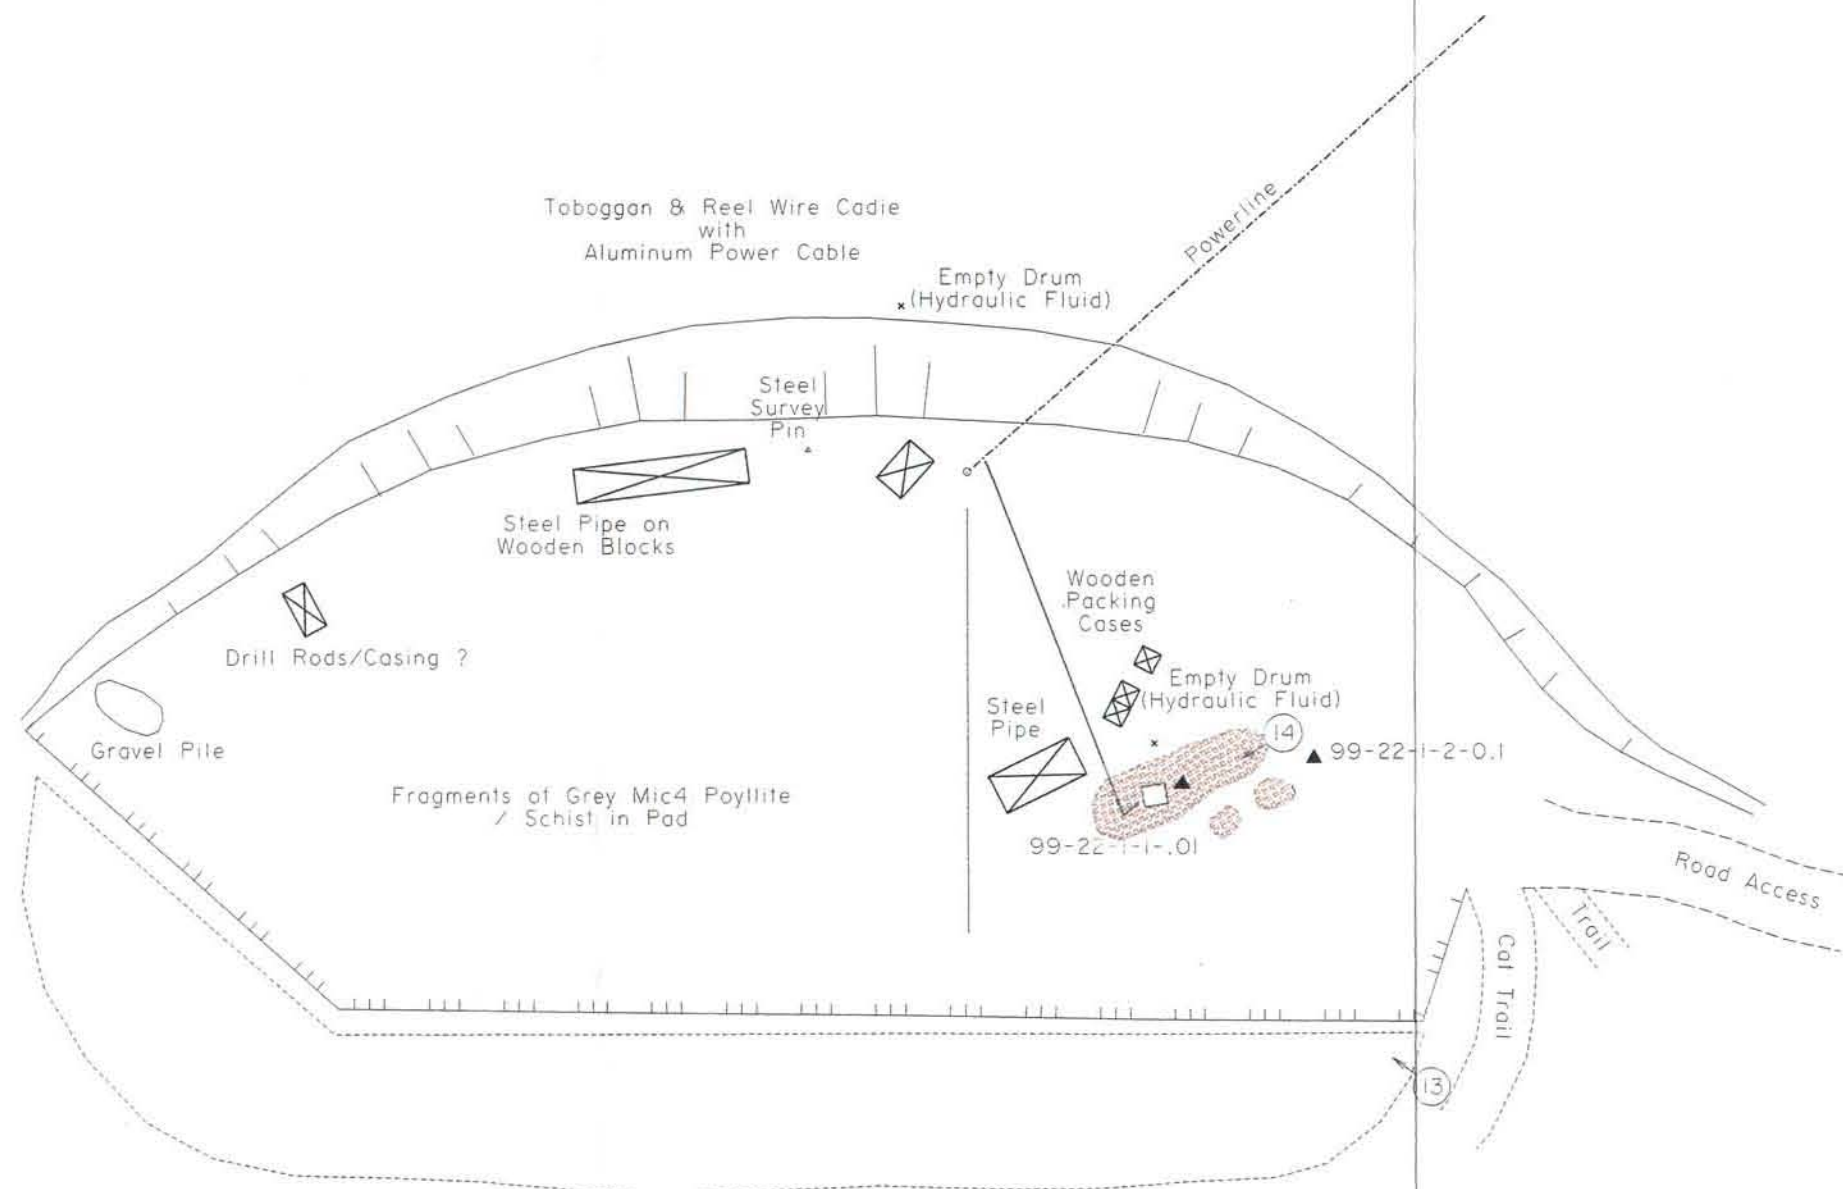 Toboggan & Reel Wire Cadie
with
Aluminum Power Cable
Powerline
Empty Drum
(Hydraulic Fluid)
Steel
Survey
Pin
Steel Pipe on
Wooden Blocks
Wooden
Packing
Cases
Drill Rods/Casing ?
Empty Drum
(Hydraulic Fluid)
Steel
Pipe
Gravel Pile
14
99-22-1-2-0.1
Fragments of Grey Mic4 Poyllite
/ Schist in Pad
99-22-1-1-.01
Road Access
Trail
Cat Trail
13